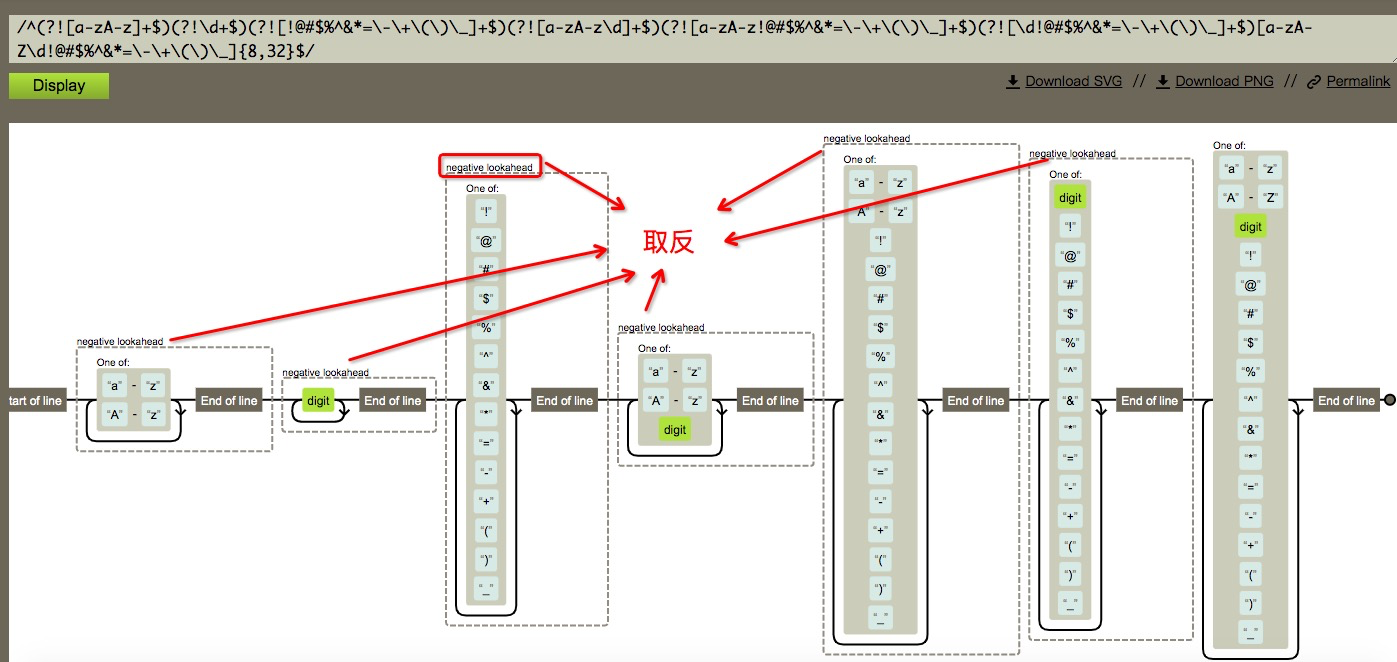 /^(?![a-zA-z]+$)(?!\d+$)(?![!@#$%^&*=\-\+\(\)\_]+$)(?![a-zA-z\d]+$)(?![a-zA-z!@#$%^&*=\-\+\(\)\_]+$)(?![\d!@#$%^&*=\-\+\(\)\_]+$)[a-zA-
Z\d!@#$%^&*=\-\+\(\)\_]{8,32}$/
Display
Download SVG // Download PNG // Permalink
tart of line
negative lookahead
One of:
“a” - “z”
“A” - “z”
End of line
negative lookahead
digit
End of line
negative lookahead
One of:
“!”
“@”
“#”
“$”
“%”
“^”
“&”
“*”
“=”
“-”
“+”
“(”
“)”
“_”
End of line
取反
negative lookahead
One of:
“a” - “z”
“A” - “z”
digit
End of line
negative lookahead
One of:
“a” - “z”
“A” - “z”
“!”
“@”
“#”
“$”
“%”
“^”
“&”
“*”
“=”
“-”
“+”
“(”
“)”
“_”
End of line
negative lookahead
One of:
digit
“!”
“@”
“#”
“$”
“%”
“^”
“&”
“*”
“=”
“-”
“+”
“(”
“)”
“_”
End of line
One of:
“a” - “z”
“A” - “Z”
digit
“!”
“@”
“#”
“$”
“%”
“^”
“&”
“*”
“=”
“-”
“+”
“(”
“)”
“_”
End of line